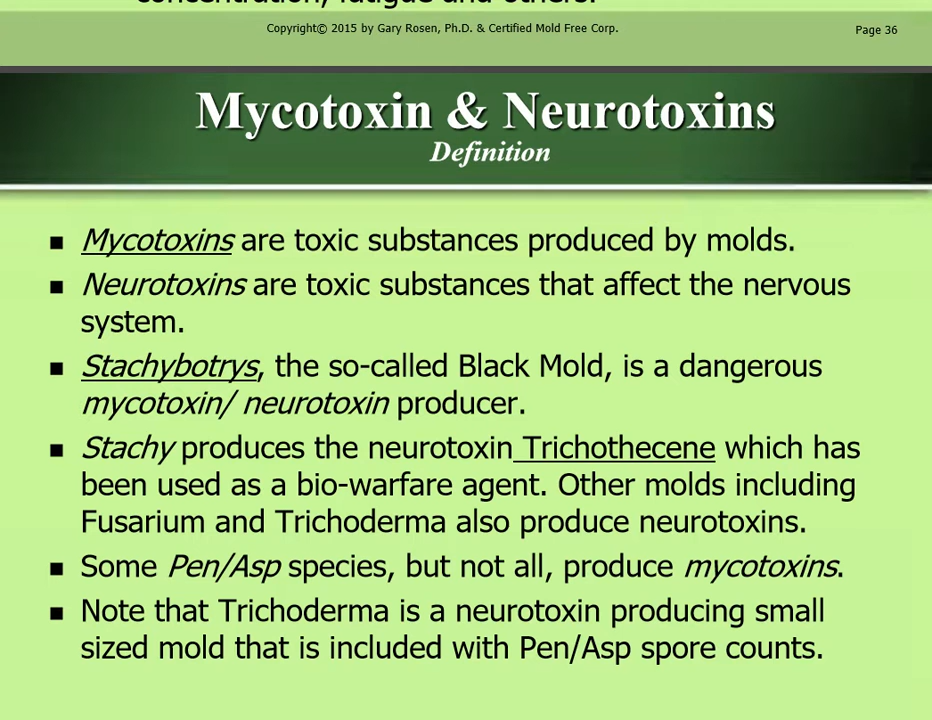 concentration, fatigue and others.
Copyright© 2015 by Gary Rosen, Ph.D. & Certified Mold Free Corp.
Page 36
Mycotoxin & Neurotoxins
Definition
Mycotoxins are toxic substances produced by molds.
Neurotoxins are toxic substances that affect the nervous
system.
Stachybotrys, the so-called Black Mold, is a dangerous
mycotoxin/ neurotoxin producer.
Stachy produces the neurotoxin Trichothecene which has
been used as a bio-warfare agent. Other molds including
Fusarium and Trichoderma also produce neurotoxins.
Some Pen/Asp species, but not all, produce mycotoxins.
Note that Trichoderma is a neurotoxin producing small
sized mold that is included with Pen/Asp spore counts.